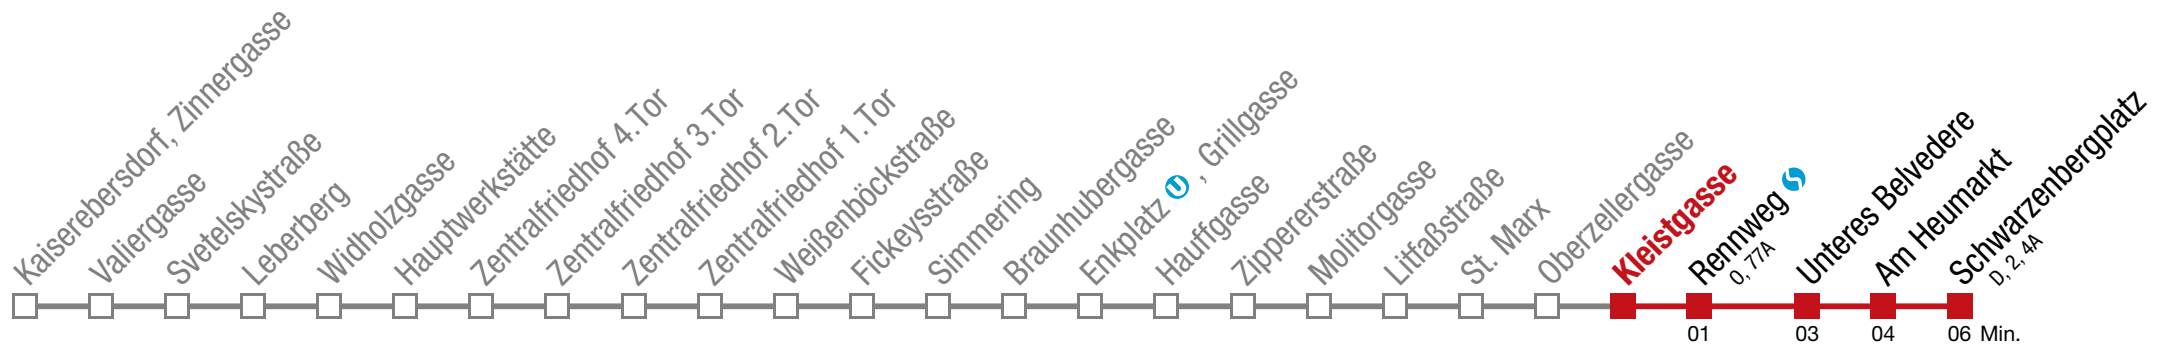 Kaiserebersdorf, Zinnergasse
Valiergasse
Svetelskystraße
Leberberg
Widholzgasse
Hauptwerkstätte
Zentralfriedhof 4.Tor
Zentralfriedhof 3.Tor
Zentralfriedhof 2.Tor
Zentralfriedhof 1.Tor
Weißenböckstraße
Fickeysstraße
Simmering
Braunhubergasse
Enkplatz U , Grillgasse
Hauffgasse
Zippererstraße
Molitorgasse
Litfaßstraße
St. Marx
Oberzellergasse
Kleistgasse
Rennweg S
O, 77A
Unteres Belvedere
Am Heumarkt
Schwarzenbergplatz
D, 2, 4A
01 03 04 06 Min.